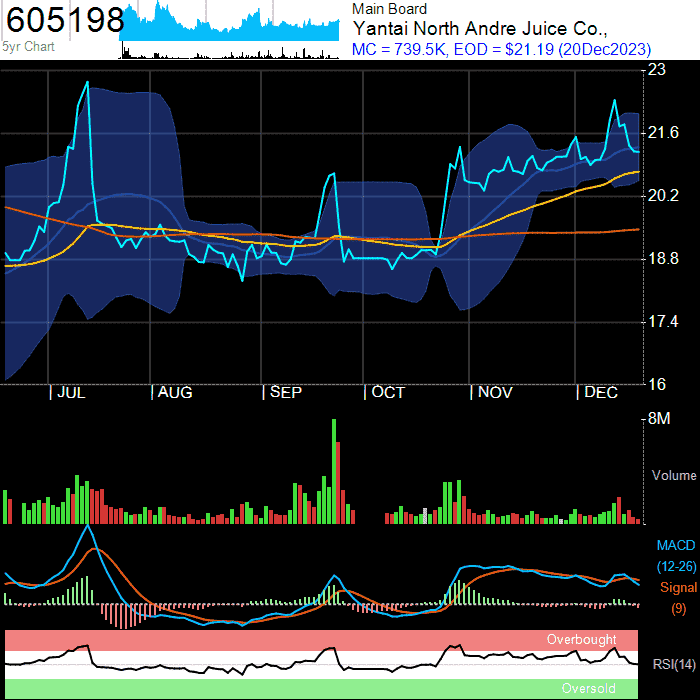 605198
5yr Chart
Main Board
Yantai North Andre Juice Co.,
MC = 739.5K, EOD = $21.19 (20Dec2023)
23
21.6
20.2
18.8
17.4
16
| JUL | AUG | SEP | OCT | NOV | DEC
8M
Volume
MACD
(12-26)
Signal
(9)
Overbought
RSI(14)
Oversold